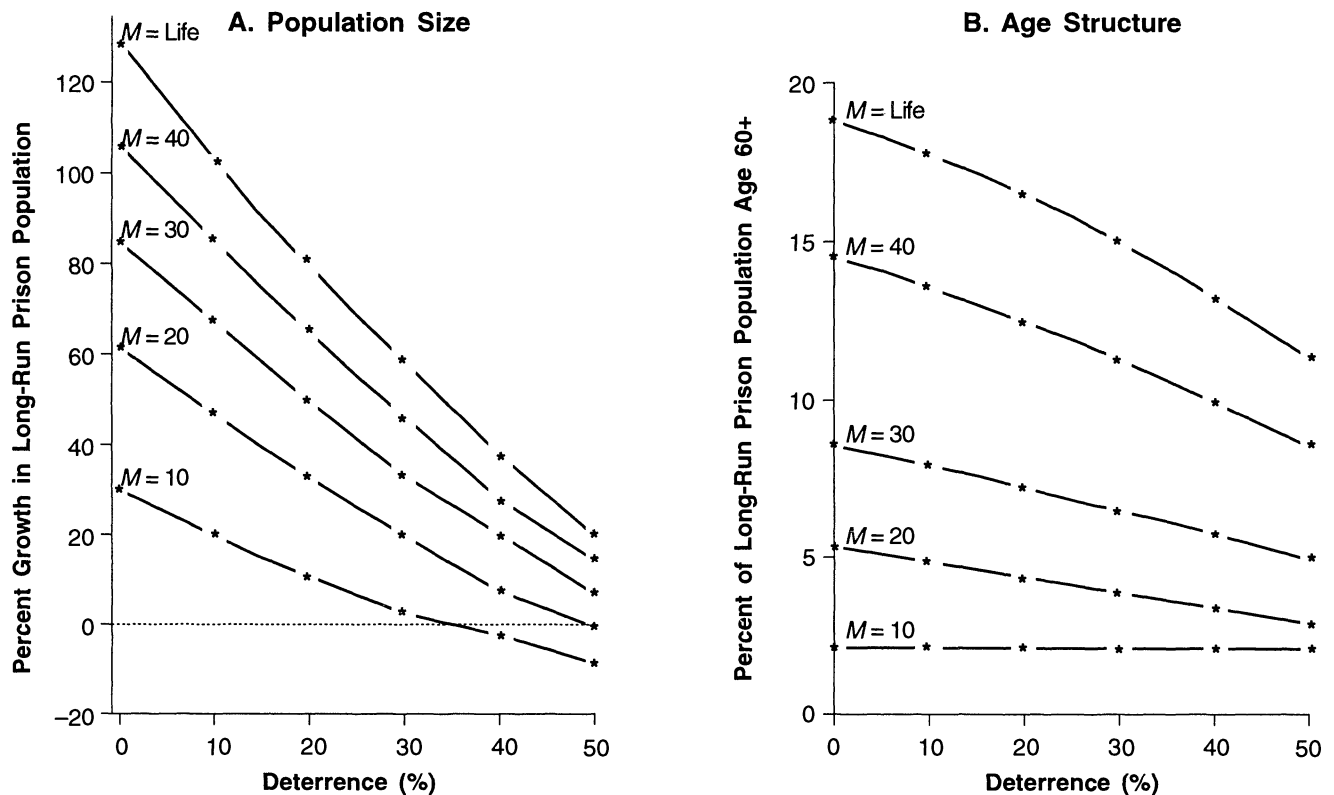 A. Population Size
Percent Growth in Long-Run Prison Population
120
100
80
60
40
20
0
−20
M = Life
M = 40
M = 30
M = 20
M = 10
0 10 20 30 40 50
Deterrence (%)
B. Age Structure
Percent of Long-Run Prison Population Age 60+
20
15
10
5
0
M = Life
M = 40
M = 30
M = 20
M = 10
0 10 20 30 40 50
Deterrence (%)